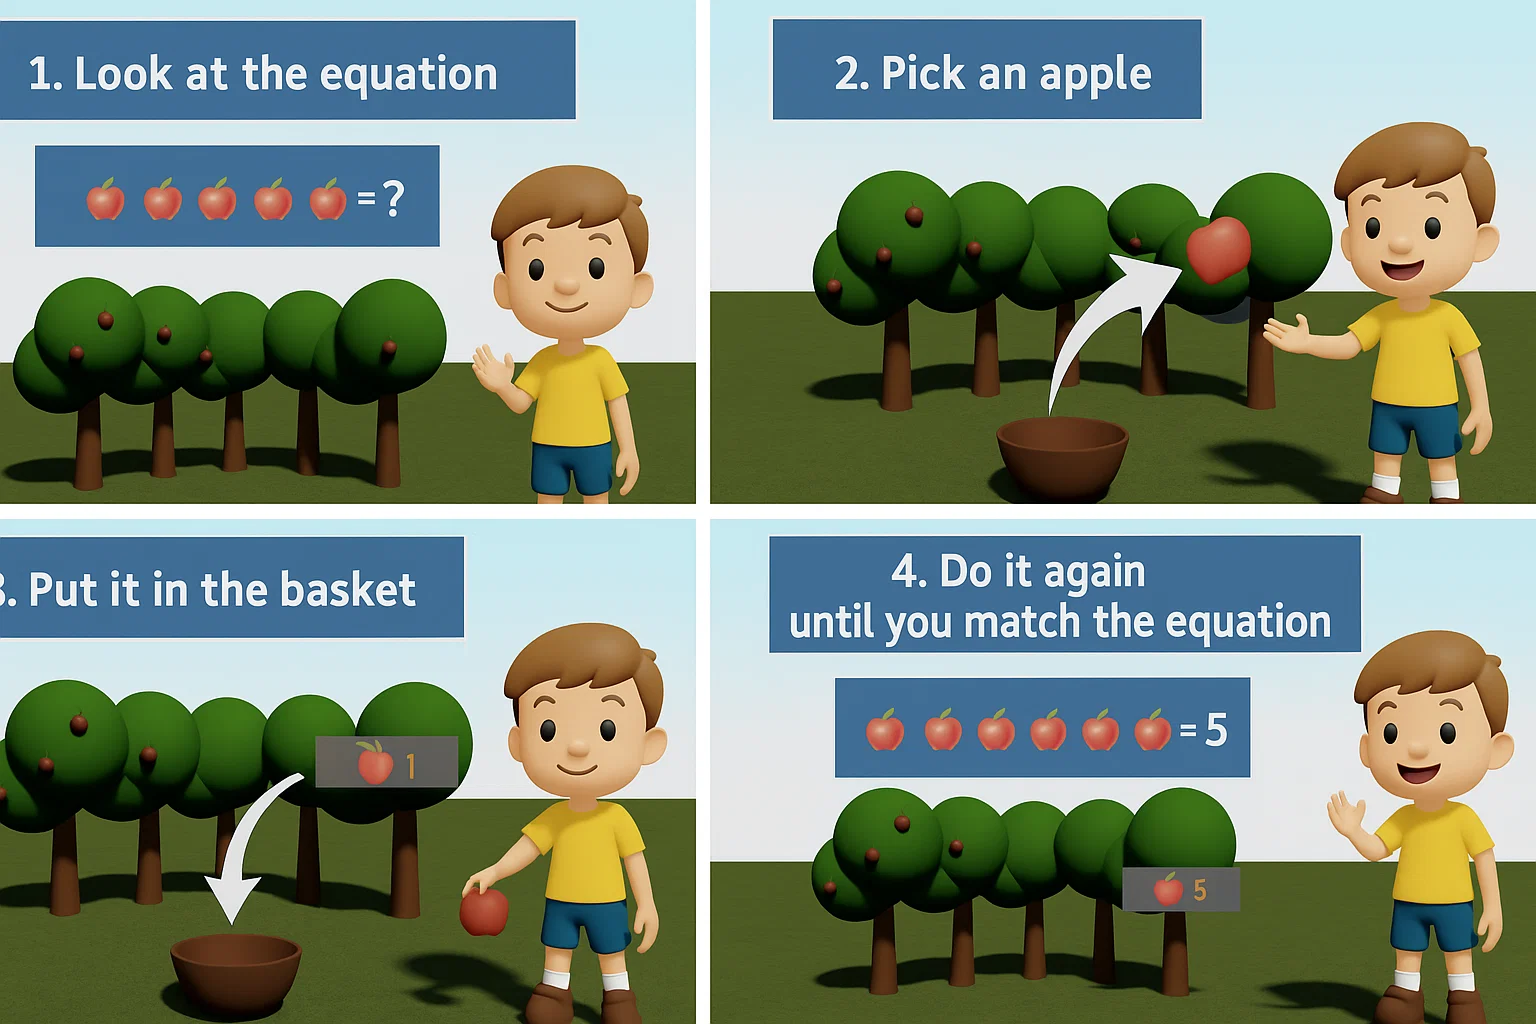 1. Look at the equation
= ?
2. Pick an apple
3. Put it in the basket
1
4. Do it again
until you match the equation
= 5
5